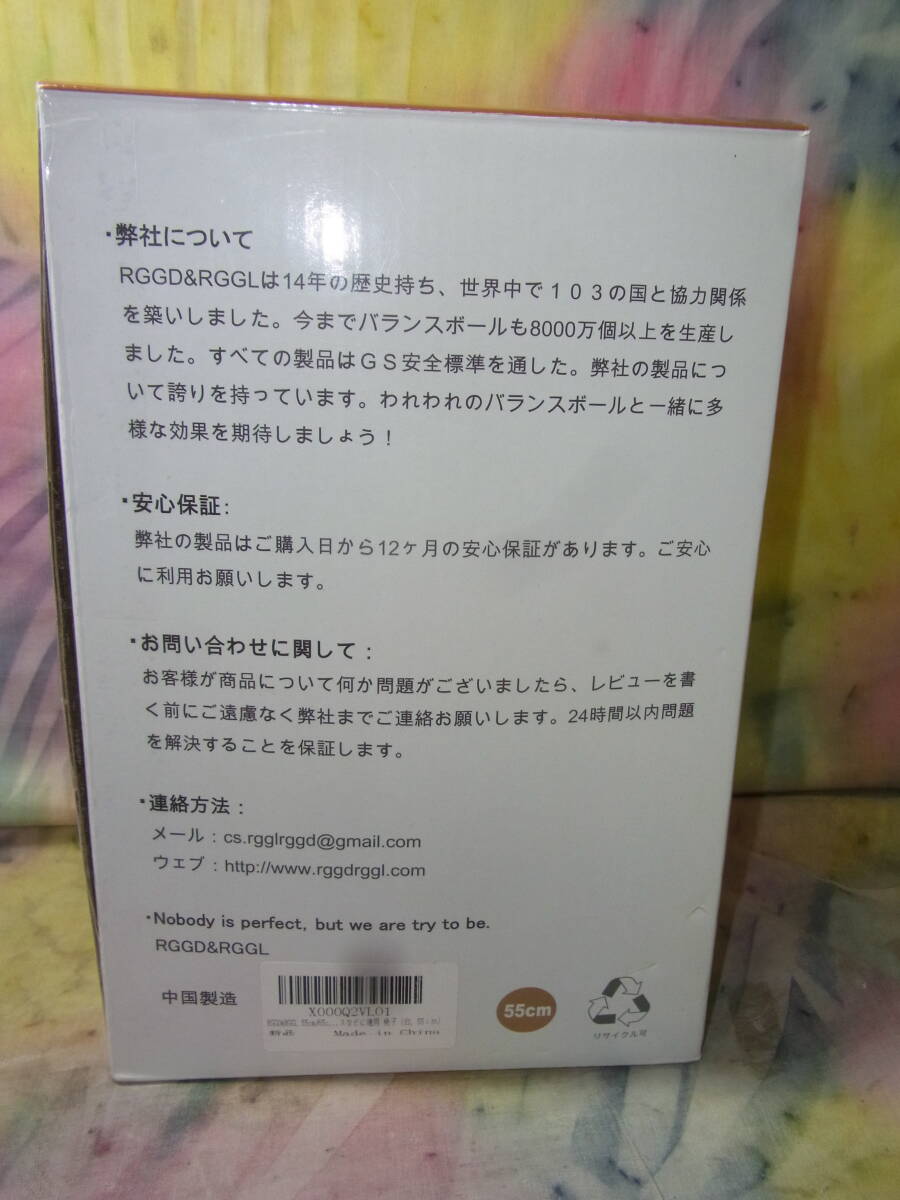 ・弊社について
RGGD&RGGLは14年の歴史持ち、世界中で１０３の国と協力関係
を築いしました。今までバランスボールも8000万個以上を生産し
ました。すべての製品はＧＳ安全標準を通した。弊社の製品につ
いて誇りを持っています。われわれのバランスボールと一緒に多
様な効果を期待しましょう！
・安心保証：
弊社の製品はご購入日から12ヶ月の安心保証があります。ご安心
に利用お願いします。
・お問い合わせに関して：
お客様が商品について何か問題がございましたら、レビューを書
く前にご遠慮なく弊社までご連絡お願いします。24時間以内問題
を解決することを保証します。
・連絡方法：
メール：cs.rgglrggd@gmail.com
ウェブ：http://www.rggdrggl.com
・Nobody is perfect, but we are try to be.
RGGD&RGGL
中国製造
X000Q2VLO1
新品 Made in China
55cm
リサイクル可